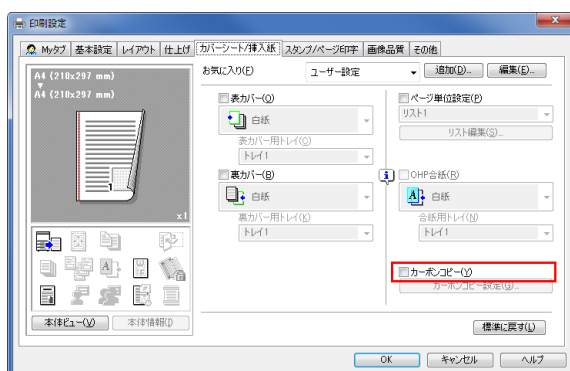 印刷設定
Myタブ 基本設定 レイアウト 仕上げ カバーシート/挿入紙 スタンプ/ページ印字 画像品質 その他
A4 (210x297 mm)
A4 (210x297 mm)
1
x1
本体ビュー(V) 本体情報(I)
お気に入り(F) ユーザー設定 追加(D)... 編集(E)...
表カバー(O)
白紙
表カバー用トレイ(C)
トレイ1
裏カバー(B)
白紙
裏カバー用トレイ(K)
トレイ1
ページ単位設定(P)
リスト1
リスト編集(S)...
OHP合紙(R)
白紙
合紙用トレイ(N)
トレイ1
カーボンコピー(Y)
カーボンコピー設定(U)...
標準に戻す(L)
OK キャンセル ヘルプ